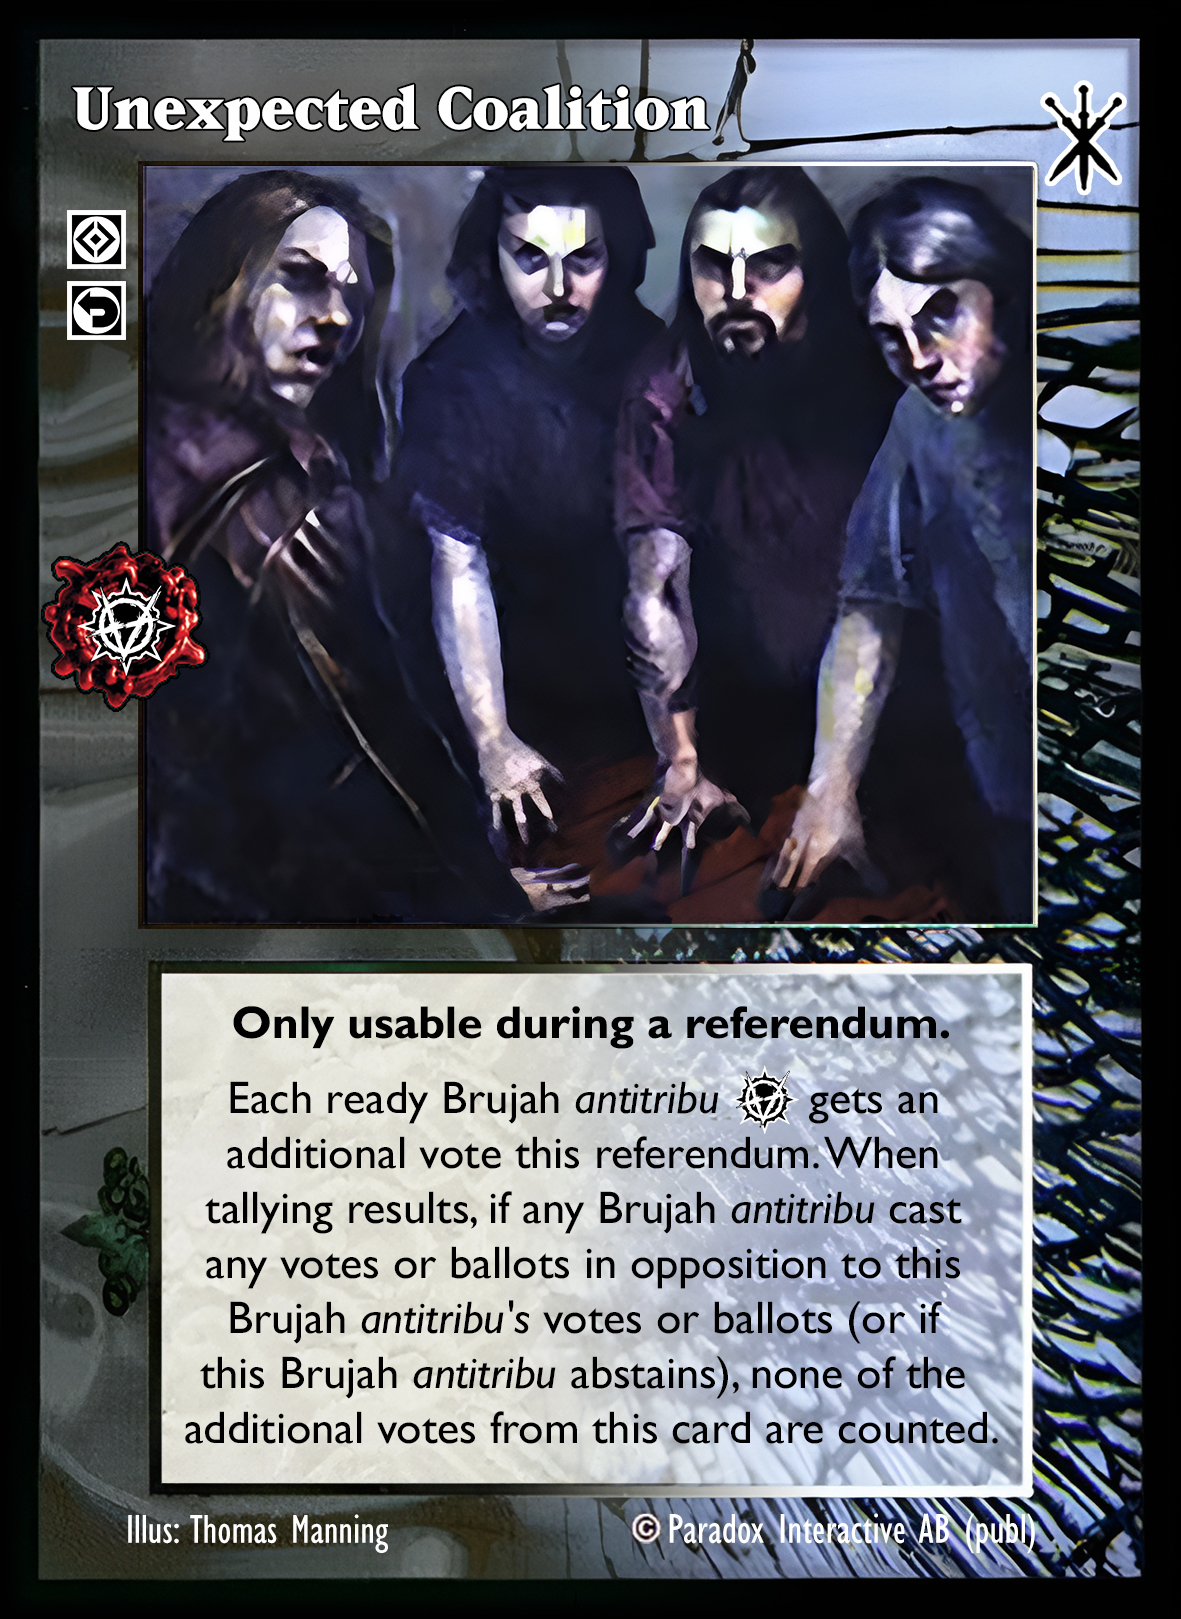 Unexpected Coalition
Only usable during a referendum.
Each ready Brujah antitribu gets an
additional vote this referendum. When
tallying results, if any Brujah antitribu cast
any votes or ballots in opposition to this
Brujah antitribu's votes or ballots (or if
this Brujah antitribu abstains), none of the
additional votes from this card are counted.
Illus: Thomas Manning © Paradox Interactive AB (publ)